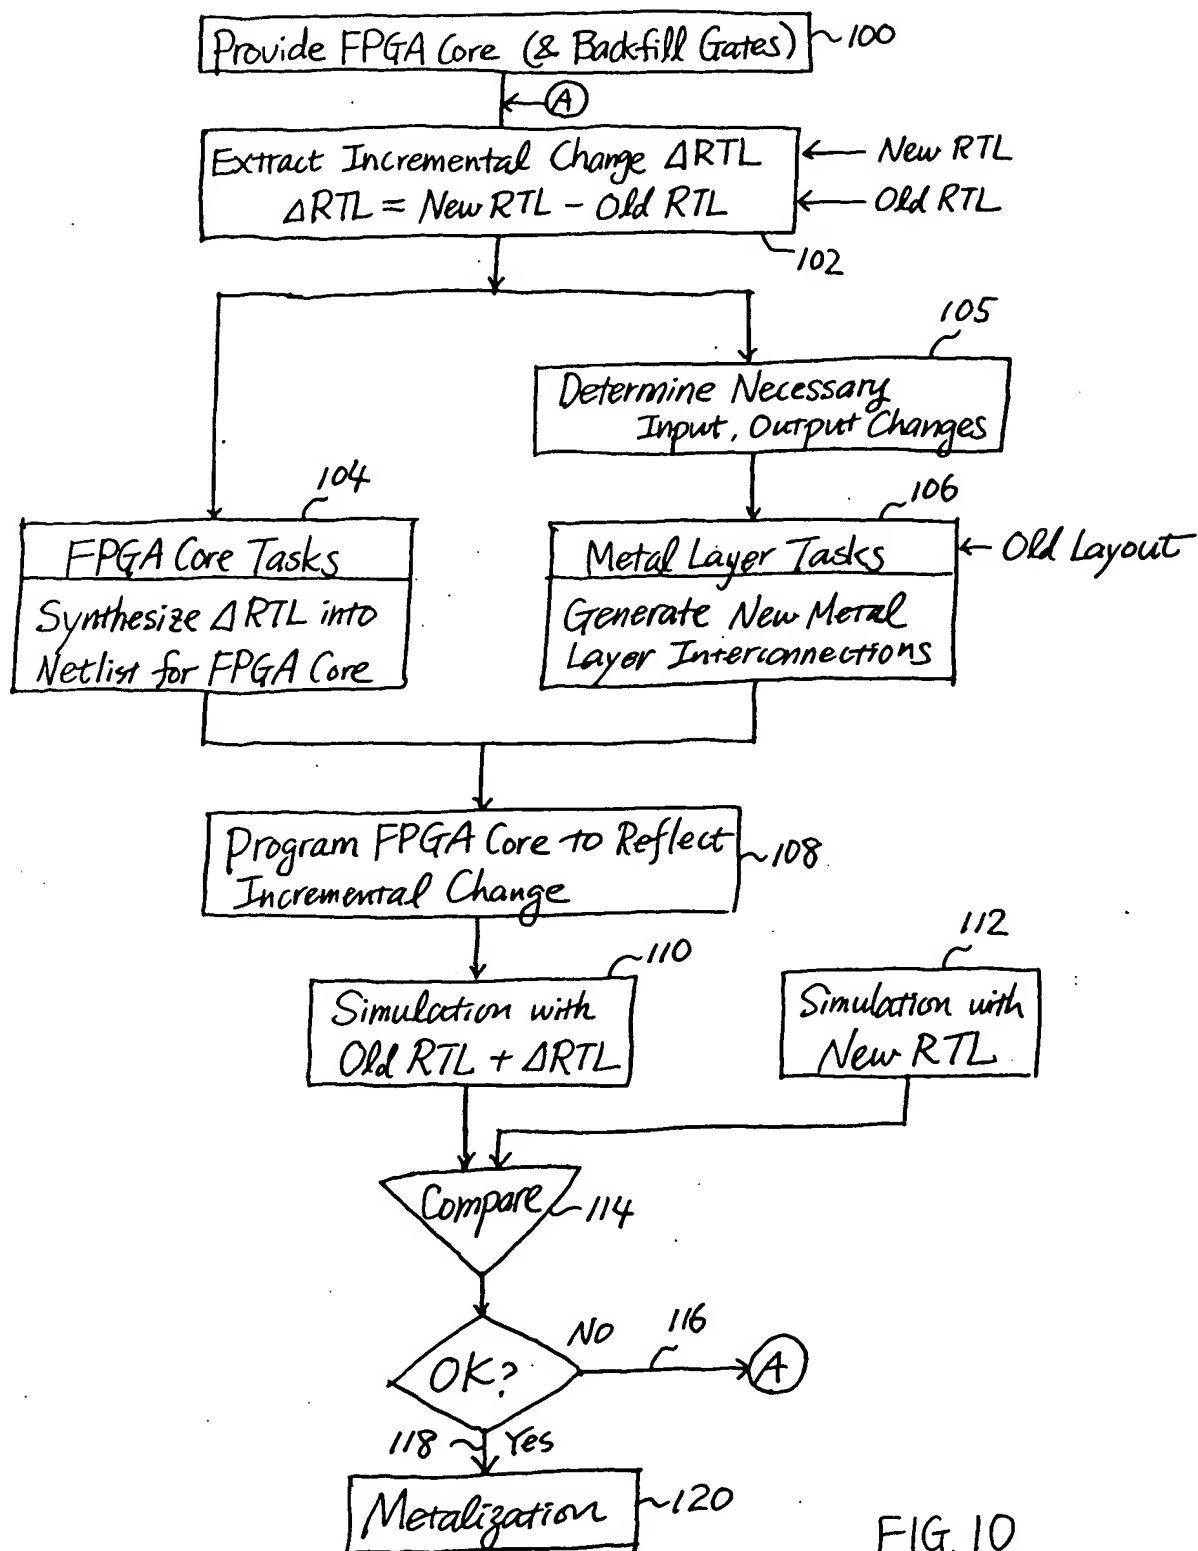 Provide FPGA Core (& Backfill Gates)
100
A
Extract Incremental Change ΔRTL
ΔRTL = New RTL - Old RTL
New RTL
Old RTL
102
105
Determine Necessary
Input, Output Changes
104
FPGA Core Tasks
Synthesize ΔRTL into
Netlist for FPGA Core
106
Metal Layer Tasks
Generate New Metal
Layer Interconnections
Old Layout
Program FPGA Core to Reflect
Incremental Change
108
110
Simulation with
Old RTL + ΔRTL
112
Simulation with
New RTL
Compare
114
OK?
NO
116
A
118
Yes
Metalization
120
FIG. 10